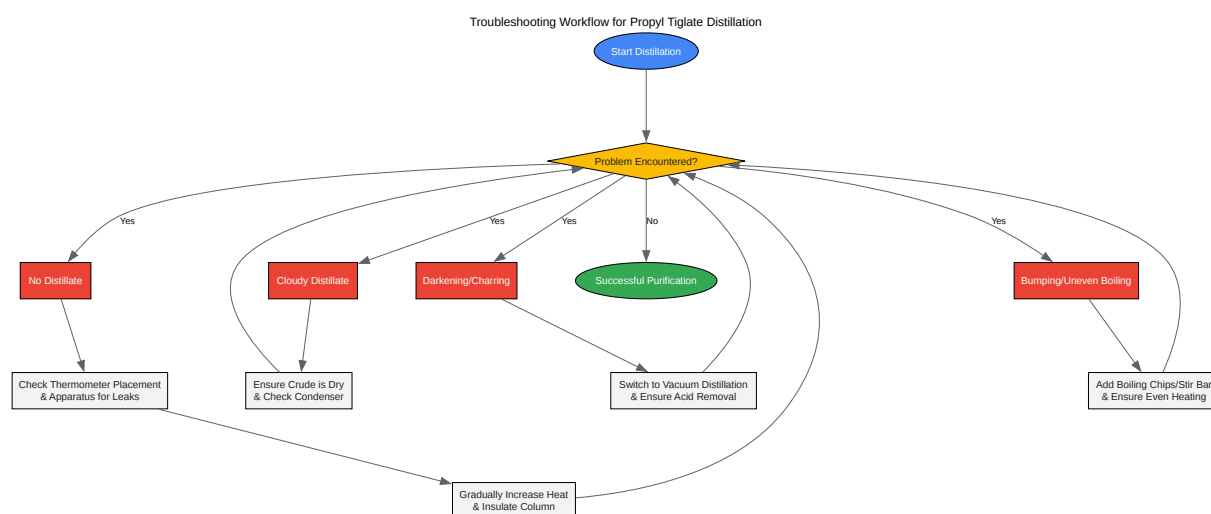 Troubleshooting Workflow for Propyl Tiglate Distillation
Start Distillation
Problem Encountered?
Yes
Yes
Yes
No
Yes
No Distillate
Cloudy Distillate
Darkening/Charring
Successful Purification
Bumping/Uneven Boiling
Check Thermometer Placement
& Apparatus for Leaks
Ensure Crude is Dry
& Check Condenser
Switch to Vacuum Distillation
& Ensure Acid Removal
Add Boiling Chips/Stir Bar
& Ensure Even Heating
Gradually Increase Heat
& Insulate Column